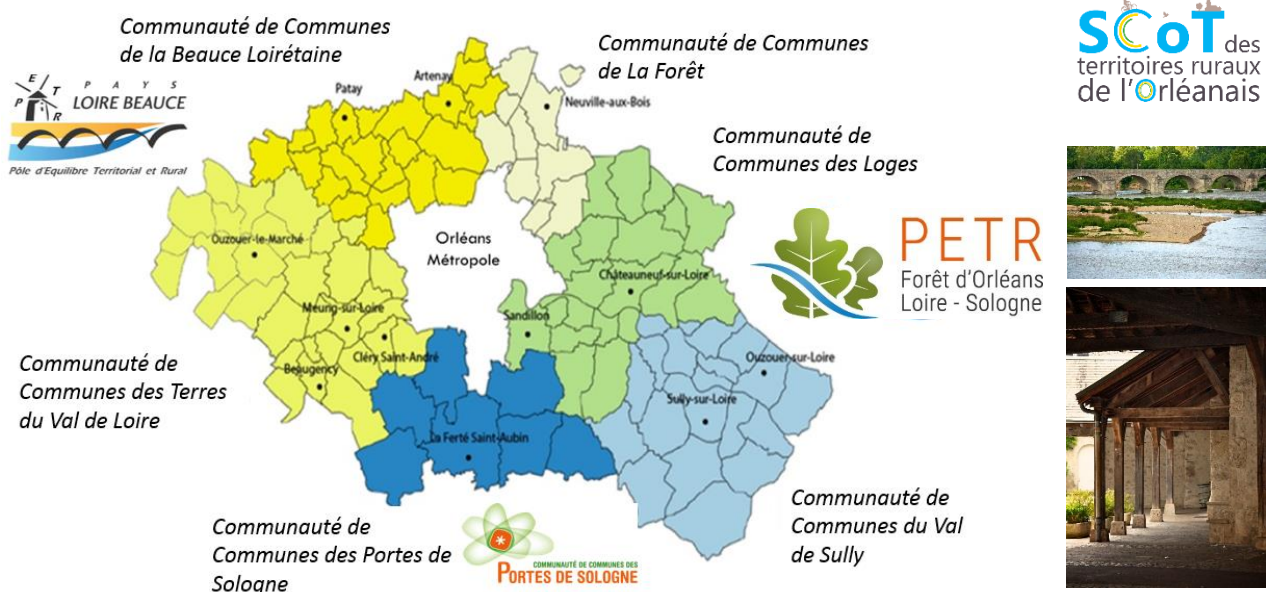 Communauté de Communes
de la Beauce Loirétaine
Communauté de Communes
de La Forêt
SCoT des
territoires ruraux
de l'Orléanais
P E T R
P A Y S
LOIRE BEAUCE
Pôle d'Equilibre Territorial et Rural
Artenay
Patay
Neuville-aux-Bois
Communauté de
Communes des Loges
Ouzouer-le-Marché
Orléans
Métropole
PETR
Forêt d'Orléans
Loire - Sologne
Châteauneuf-sur-Loire
Meung-sur-Loire
Sandillon
Cléry Saint-André
Beaugency
Ouzouer-sur-Loire
Sully-sur-Loire
La Ferté Saint-Aubin
Communauté de
Communes des Terres
du Val de Loire
Communauté de
Communes du Val
de Sully
Communauté de
Communes des Portes de
Sologne
COMMUNAUTÉ DE COMMUNES DES
PORTES DE SOLOGNE